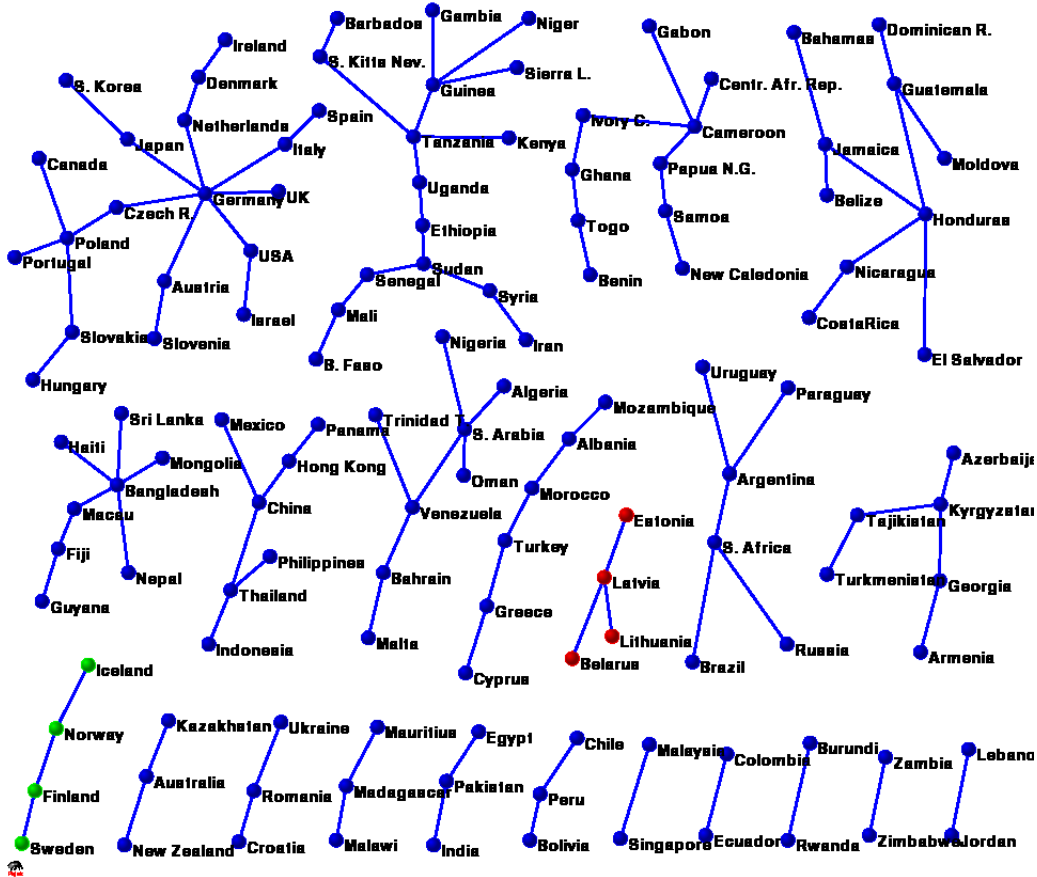 Barbados
Gambia
Niger
Gabon
Bahamas
Dominican R.
Ireland
S. Kitts Nev.
Sierra L.
Denmark
S. Korea
Guinea
Centr. Afr. Rep.
Guatemala
Netherlands
Spain
Ivory C.
Cameroon
Japan
Italy
Tanzania
Kenya
Jamaica
Moldova
Canada
Ghana
Papua N.G.
Germany
UK
Uganda
Belize
Czech R.
Samoa
Honduras
Poland
Ethiopia
Togo
Portugal
USA
Sudan
Senegal
Benin
New Caledonia
Nicaragua
Austria
Syria
Mali
CostaRica
Slovakia
Slovenia
Israel
Nigeria
Iran
B. Faso
El Salvador
Hungary
Uruguay
Algeria
Paraguay
Sri Lanka
Mexico
Panama
Trinidad T.
Mozambique
Haiti
S. Arabia
Albania
Mongolia
Hong Kong
Azerbaij
Bangladesh
Oman
Argentina
Macau
China
Venezuela
Morocco
Kyrgyzstan
Estonia
Tajikistan
Fiji
Turkey
S. Africa
Philippines
Nepal
Bahrain
Latvia
Turkmenistan
Georgia
Guyana
Thailand
Greece
Indonesia
Malta
Lithuania
Russia
Armenia
Iceland
Cyprus
Belarus
Brazil
Norway
Kazakhstan
Ukraine
Mauritius
Egypt
Chile
Malaysia
Colombia
Burundi
Zambia
Lebano
Finland
Australia
Romania
Madagascar
Pakistan
Peru
Sweden
New Zealand
Croatia
Malawi
India
Bolivia
Singapore
Ecuador
Rwanda
Zimbabwe
Jordan